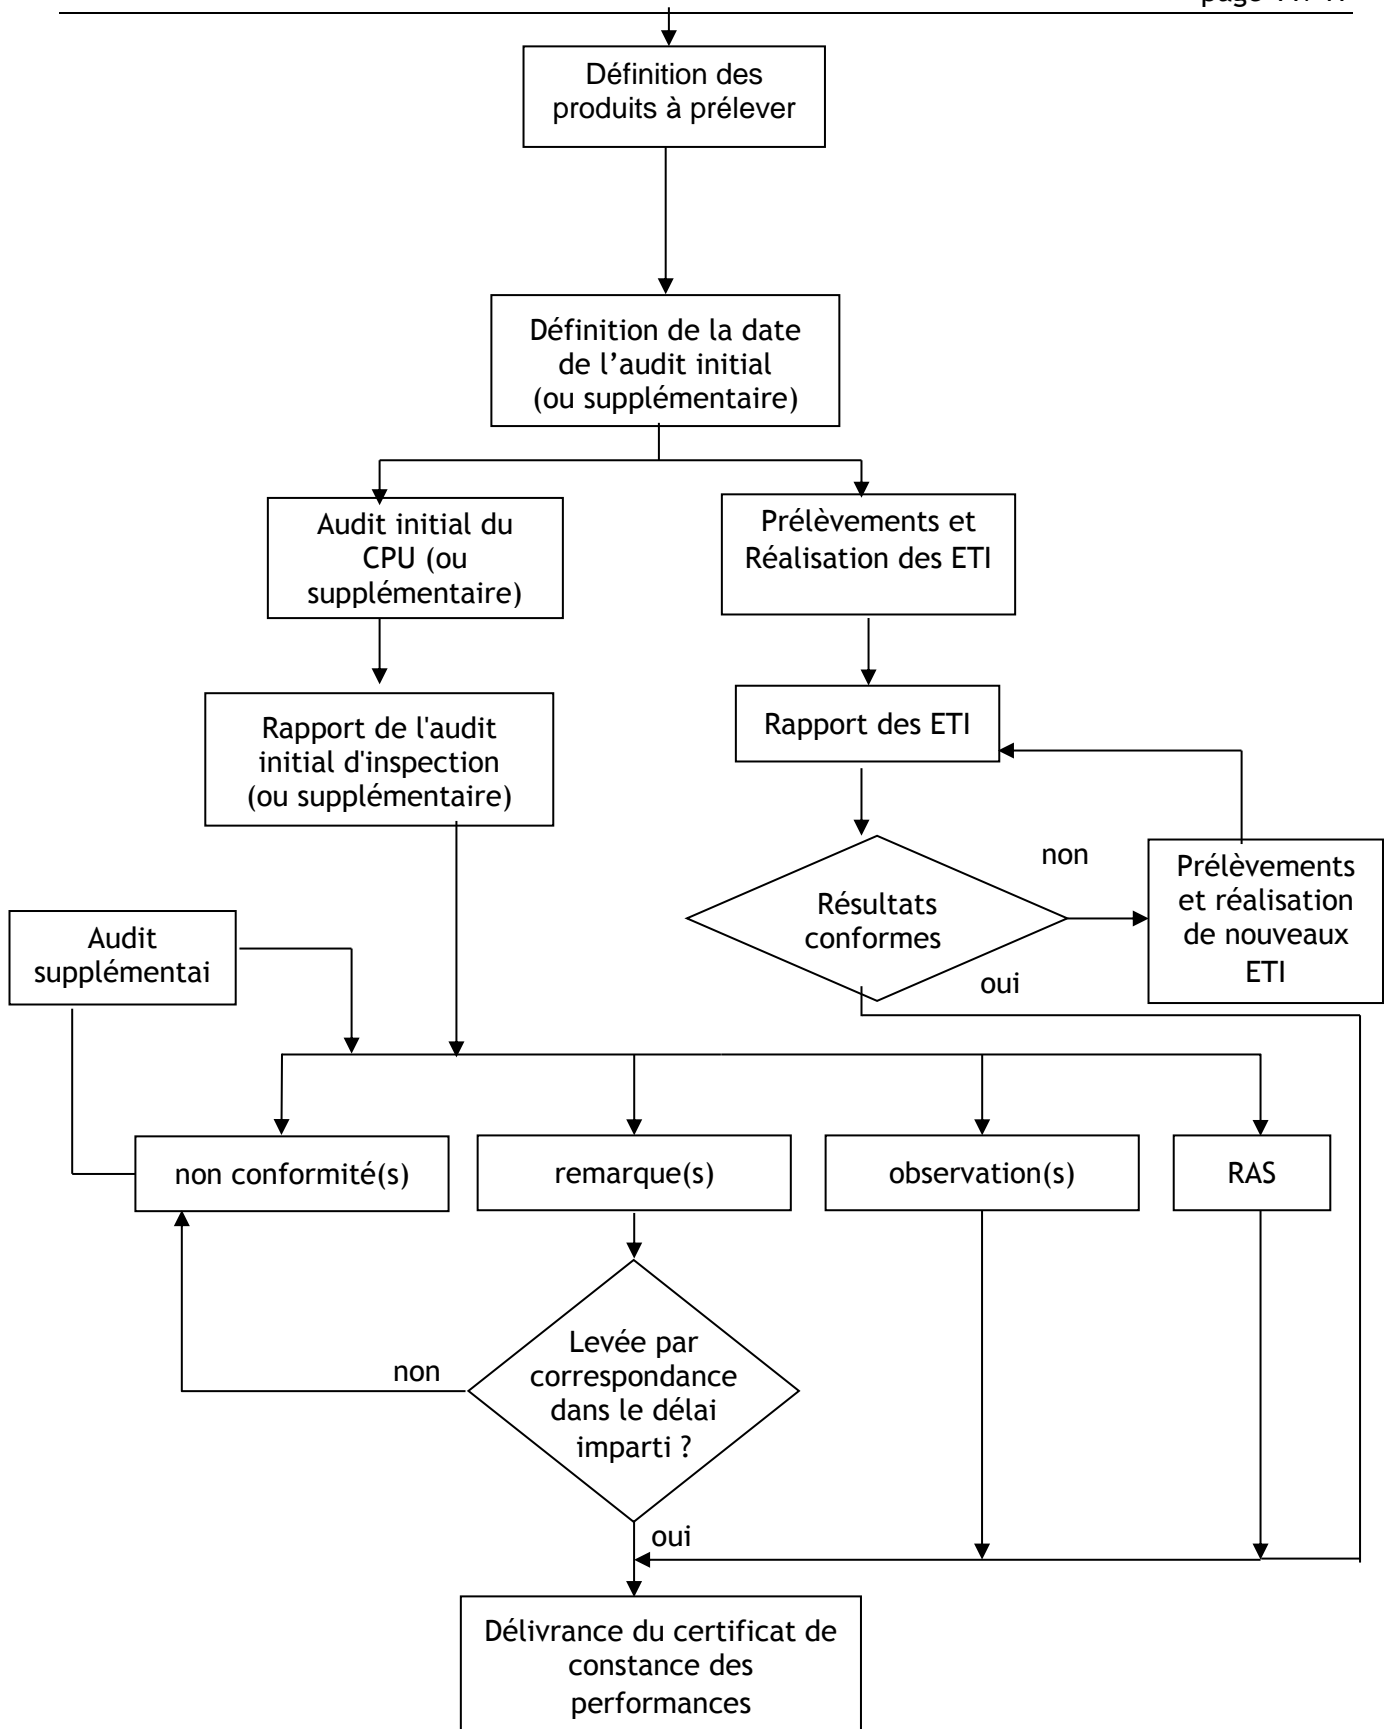 Définition des
produits à prélever
Définition de la date
de l’audit initial
(ou supplémentaire)
Audit initial du
CPU (ou
supplémentaire)
Prélèvements et
Réalisation des ETI
Rapport de l'audit
initial d'inspection
(ou supplémentaire)
Rapport des ETI
non
Prélèvements
et réalisation
de nouveaux
ETI
Résultats
conformes
oui
Audit
supplémentai
non conformité(s)
remarque(s)
observation(s)
RAS
Levée par
correspondance
dans le délai
imparti ?
non
oui
Délivrance du certificat de
constance des
performances